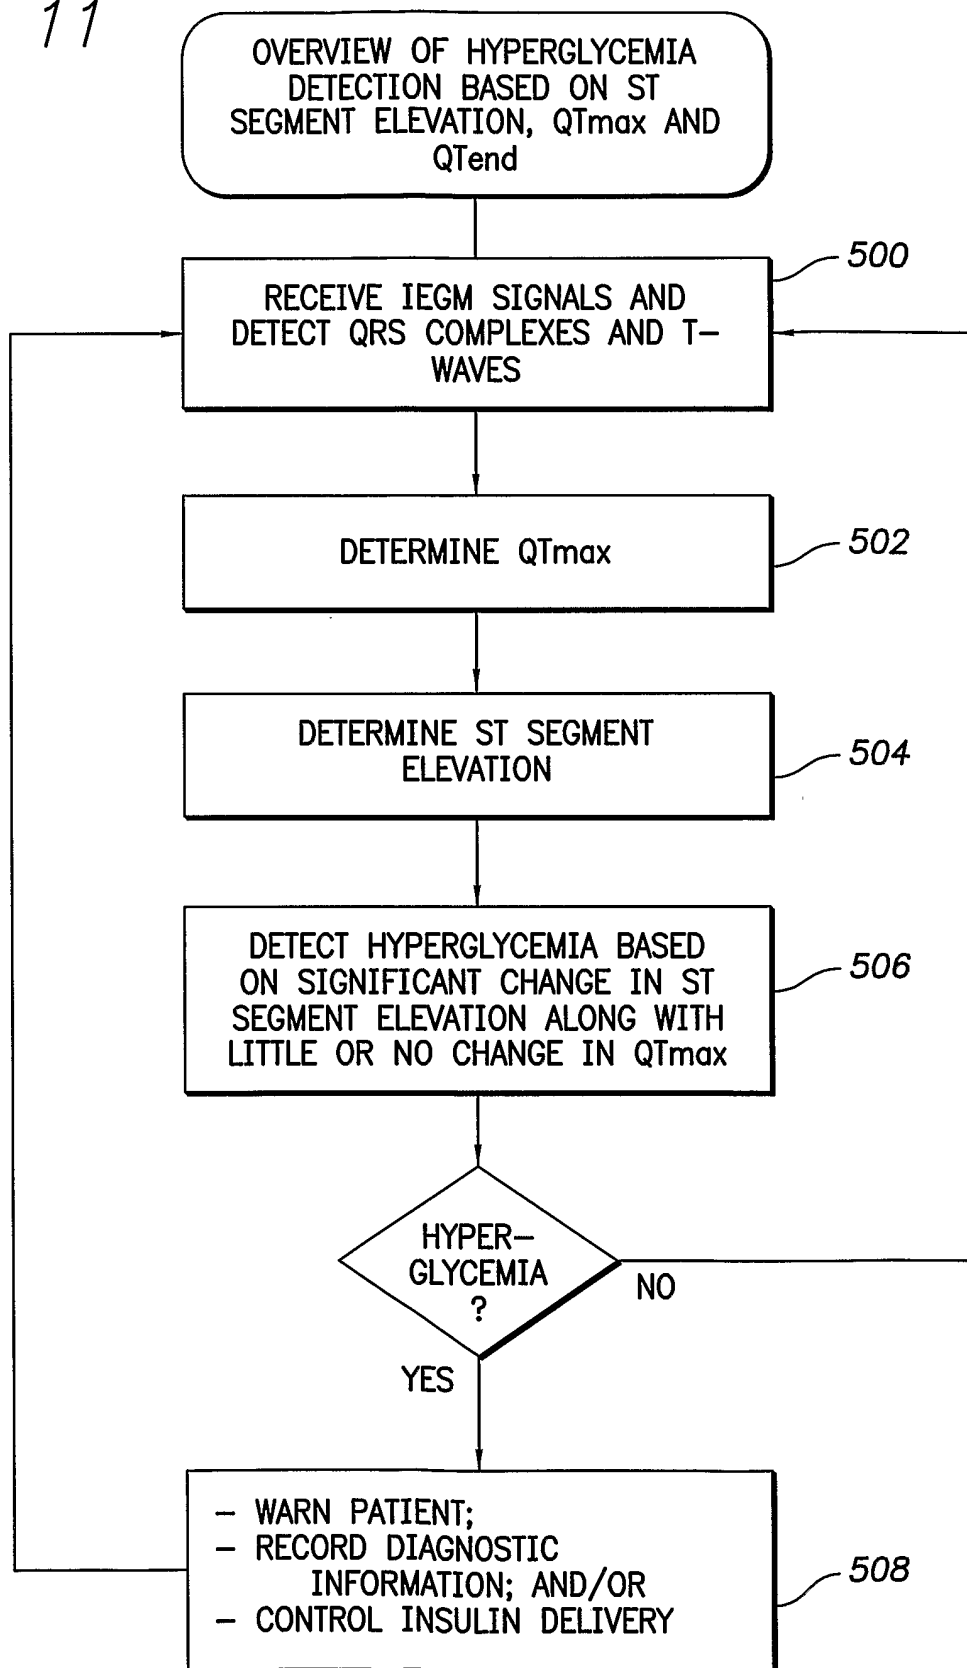 11
OVERVIEW OF HYPERGLYCEMIA
DETECTION BASED ON ST
SEGMENT ELEVATION, QTmax AND
QTend
500
RECEIVE IEGM SIGNALS AND
DETECT QRS COMPLEXES AND T-
WAVES
502
DETERMINE QTmax
DETERMINE ST SEGMENT
ELEVATION
504
DETECT HYPERGLYCEMIA BASED
ON SIGNIFICANT CHANGE IN ST
SEGMENT ELEVATION ALONG WITH
LITTLE OR NO CHANGE IN QTmax
506
HYPER-
GLYCEMIA
?
NO
YES
- WARN PATIENT;
- RECORD DIAGNOSTIC
INFORMATION; AND/OR
- CONTROL INSULIN DELIVERY
508